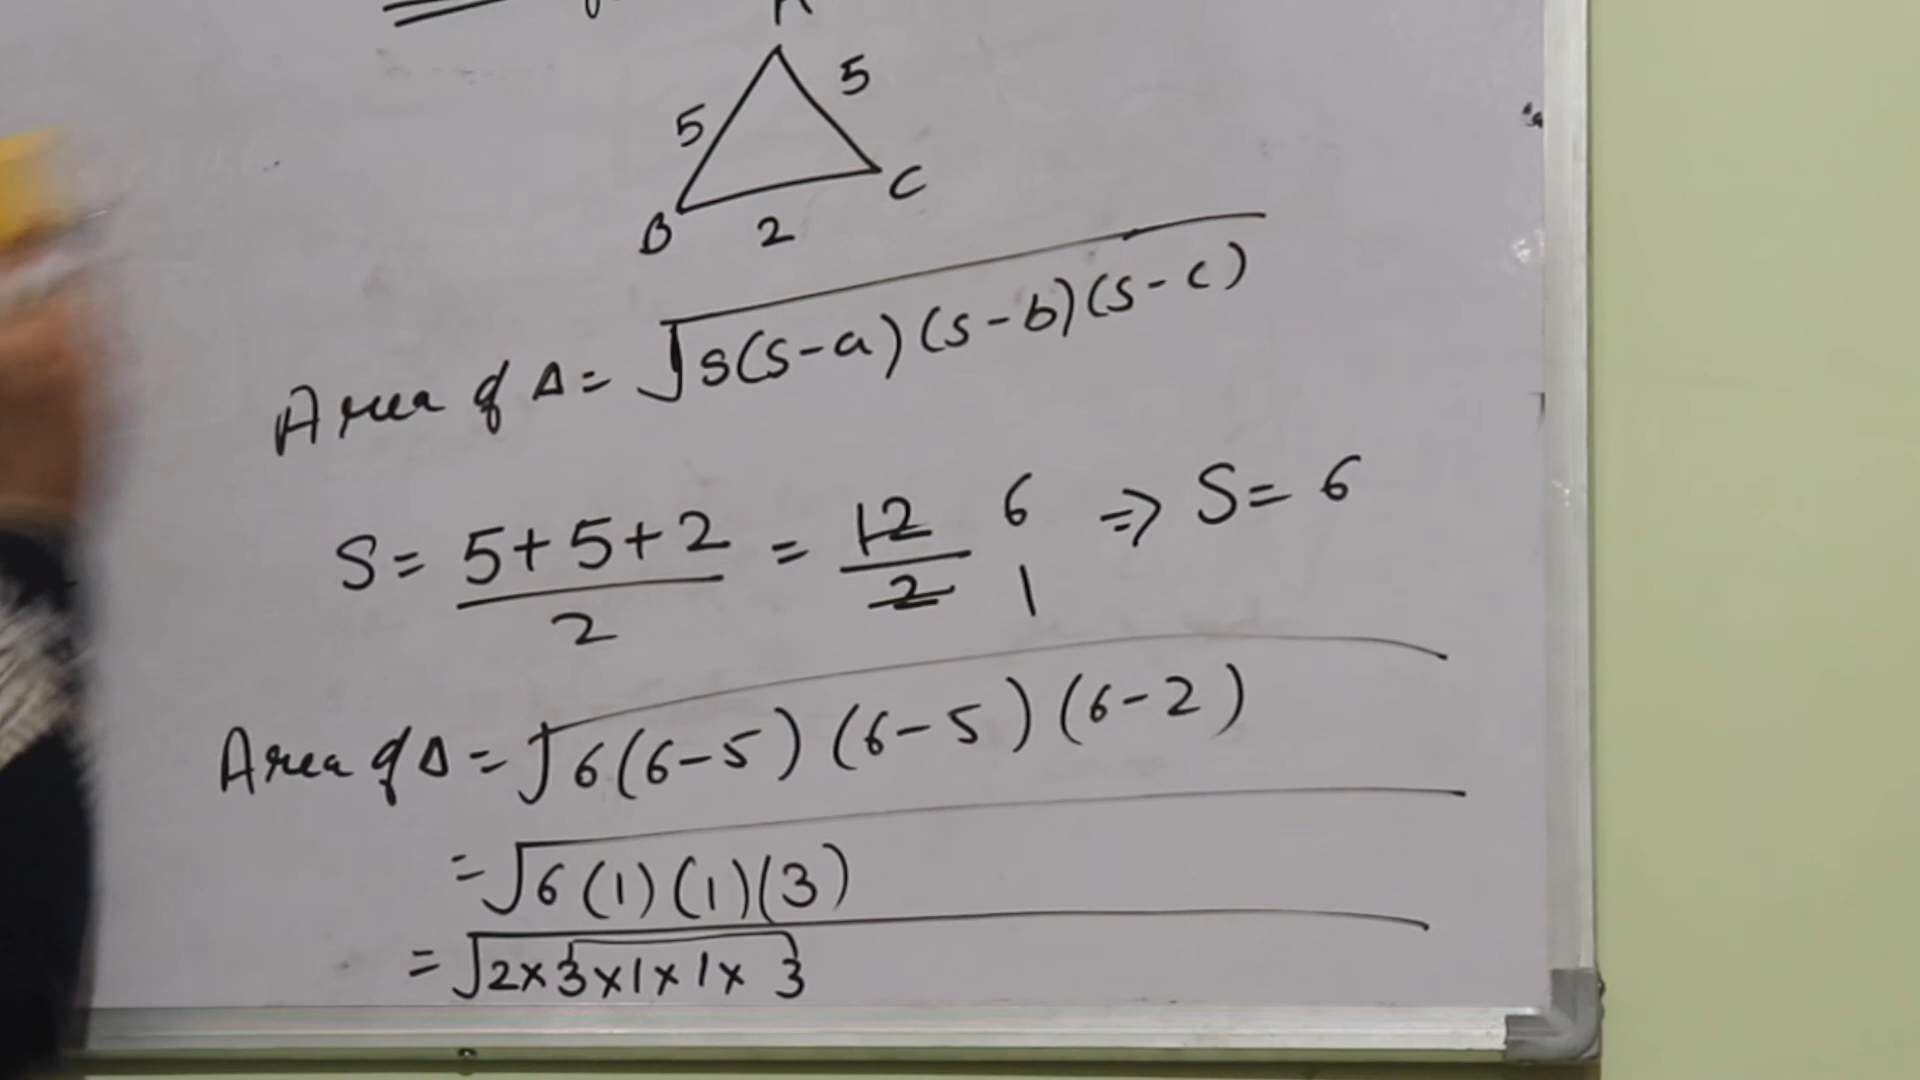 5
5
B
2
C
Area of Δ = √s(s-a)(s-b)(s-c)
S = 5+5+2/2 = 12/2 6/1 ⇒ S = 6
Area of Δ = √6(6-5)(6-5)(6-2)
= √6(1)(1)(3)
= √2×3×1×1×3